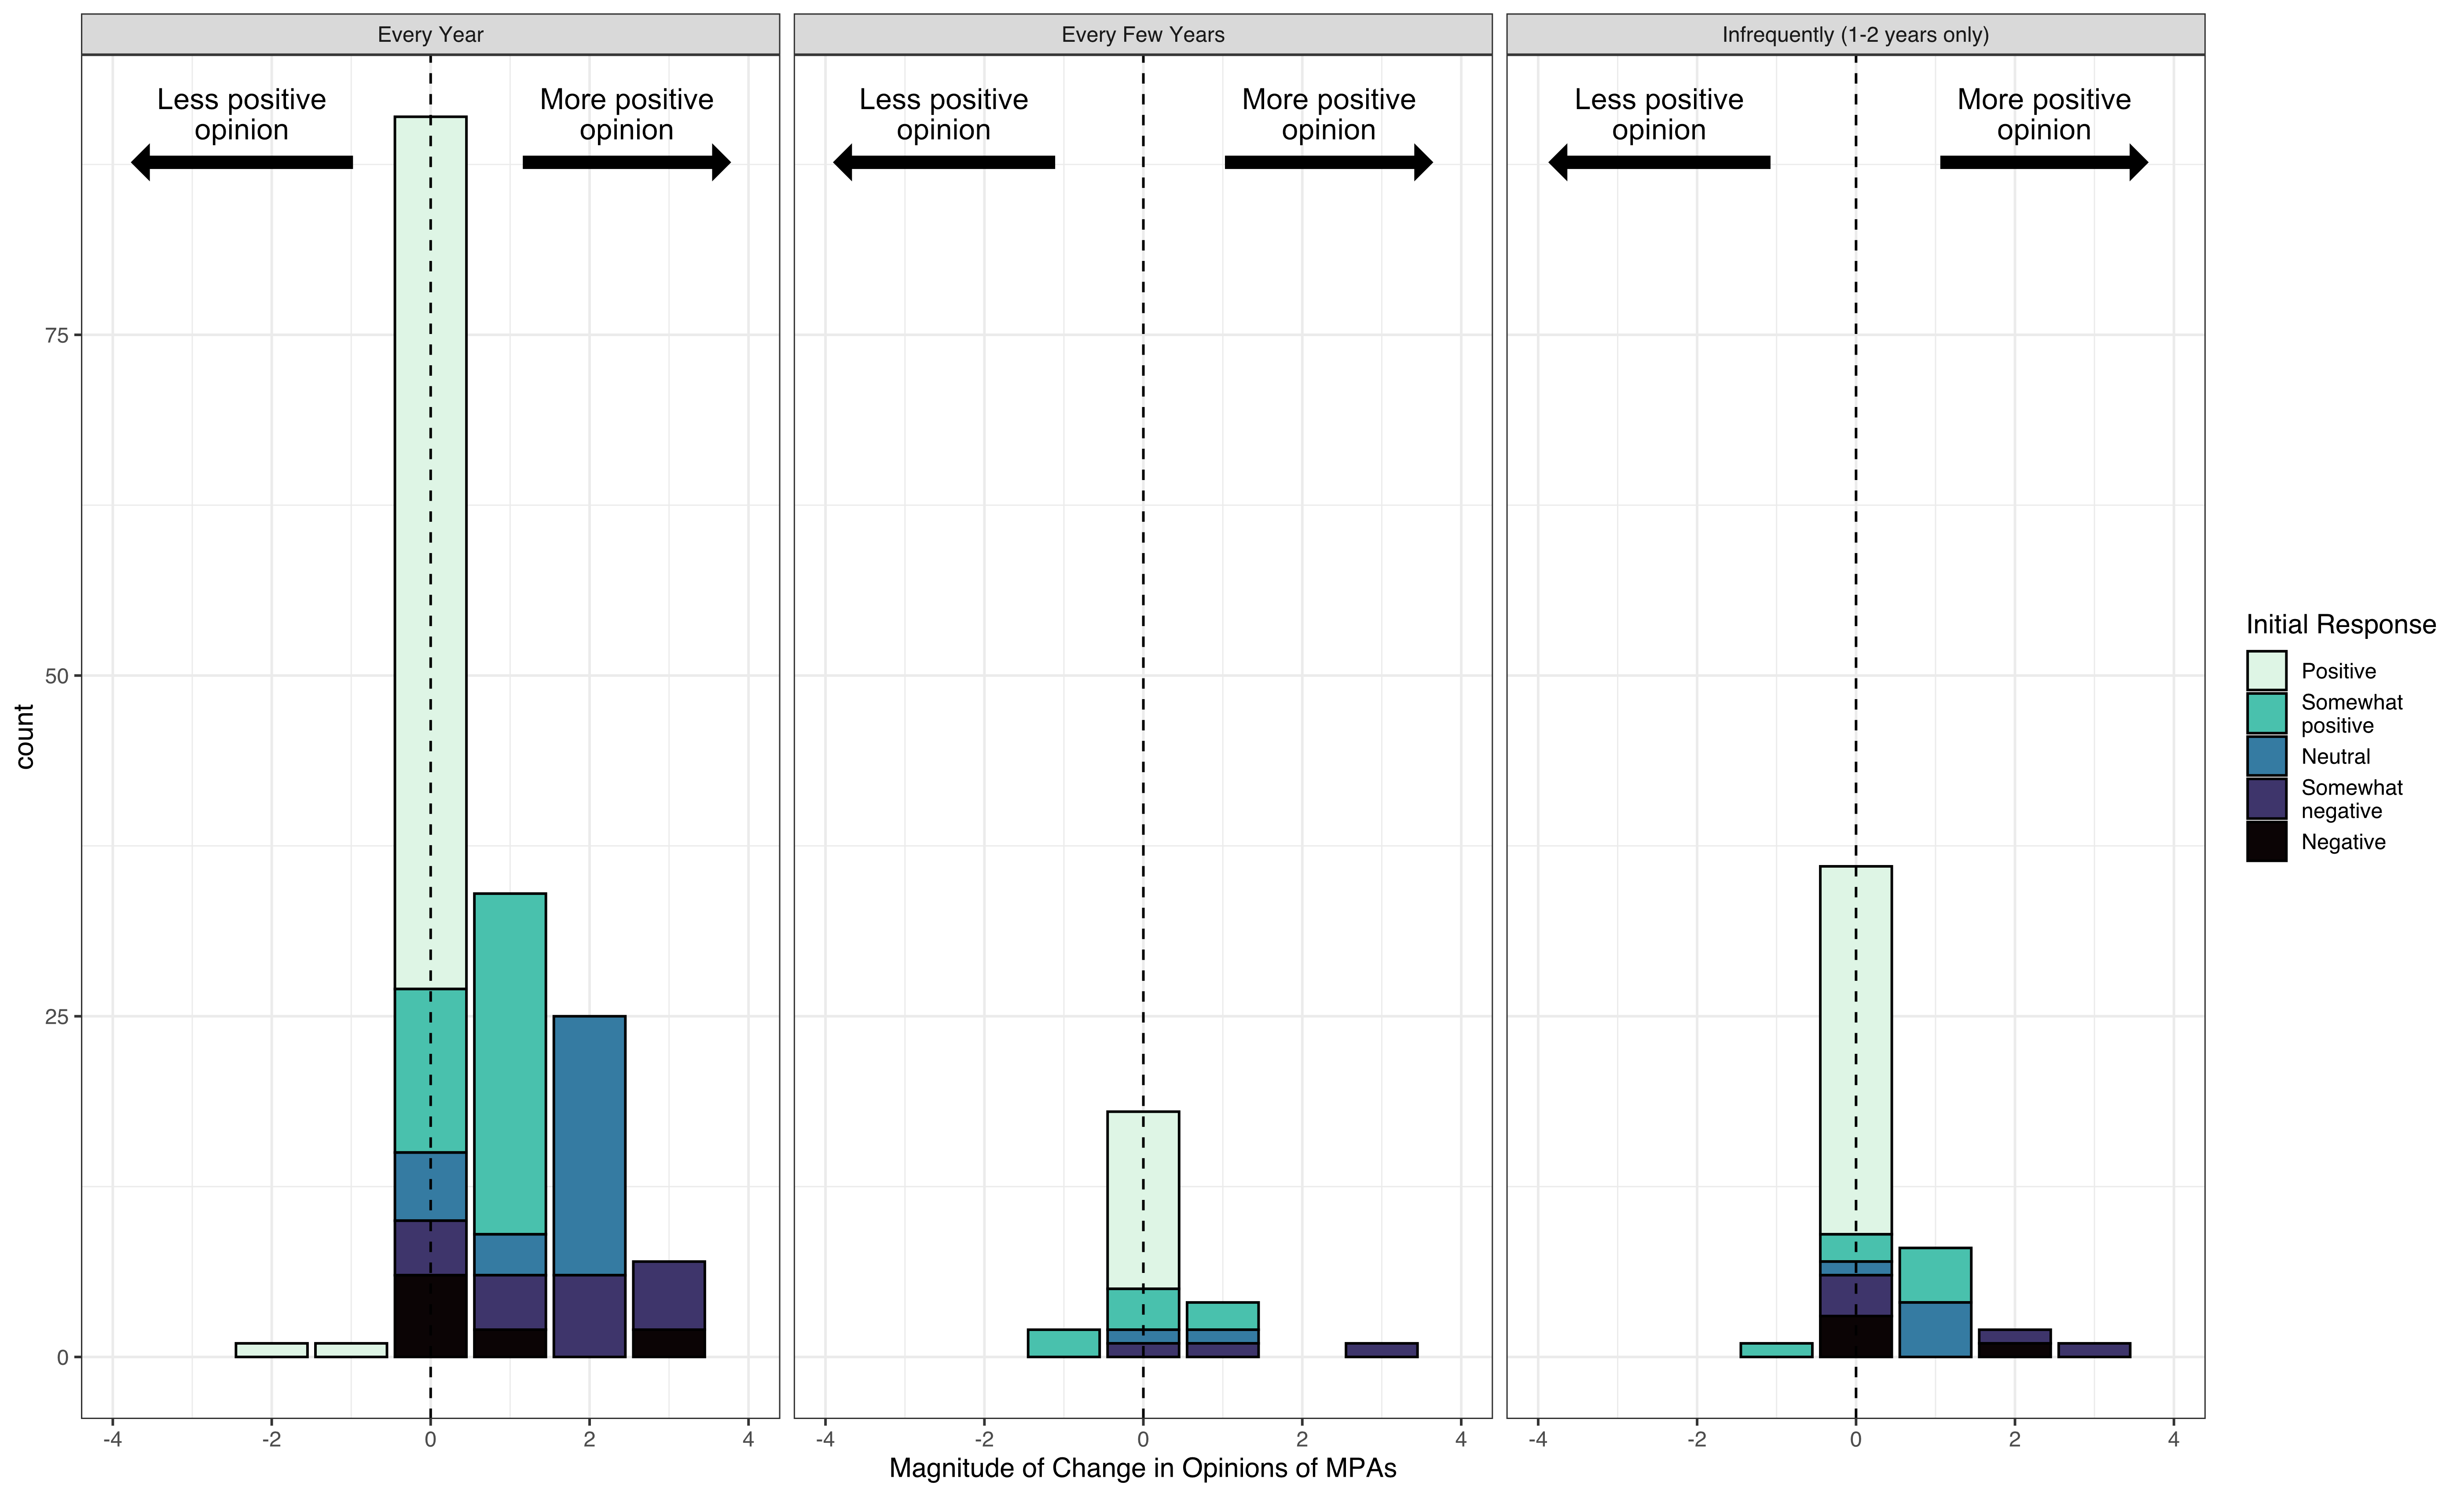 Every Year
Every Few Years
Infrequently (1-2 years only)
Less positive
opinion
More positive
opinion
Less positive
opinion
More positive
opinion
Less positive
opinion
More positive
opinion
count
75
50
25
0
-4
-2
0
2
4
-4
-2
0
2
4
-4
-2
0
2
4
Magnitude of Change in Opinions of MPAs
Initial Response
Positive
Somewhat
positive
Neutral
Somewhat
negative
Negative